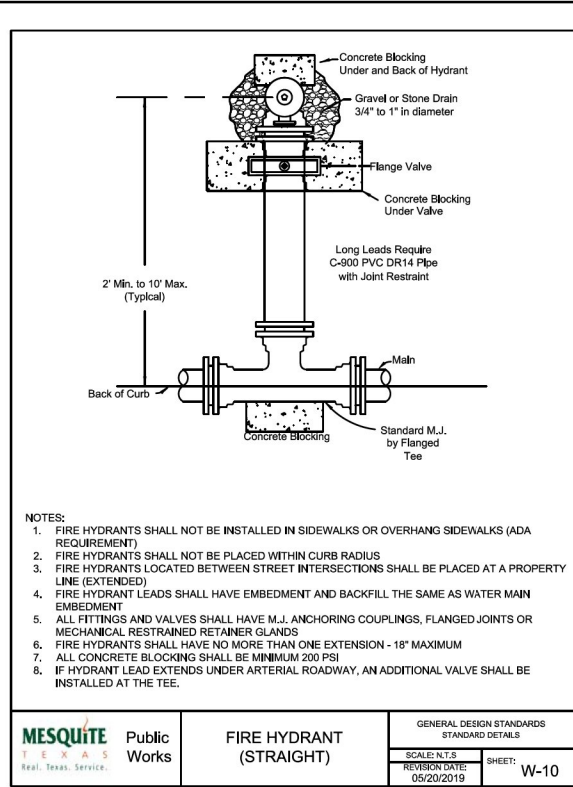 Concrete Blocking
Under and Back of Hydrant
Gravel or Stone Drain
3/4" to 1" in diameter
Flange Valve
Concrete Blocking
Under Valve
Long Leads Require
C-900 PVC DR14 Pipe
with Joint Restraint
2' Min. to 10' Max.
(Typical)
Main
Back of Curb
Concrete Blocking
Standard M.J.
by Flanged
Tee
NOTES:
1. FIRE HYDRANTS SHALL NOT BE INSTALLED IN SIDEWALKS OR OVERHANG SIDEWALKS (ADA
REQUIREMENT)
2. FIRE HYDRANTS SHALL NOT BE PLACED WITHIN CURB RADIUS
3. FIRE HYDRANTS LOCATED BETWEEN STREET INTERSECTIONS SHALL BE PLACED AT A PROPERTY
LINE (EXTENDED)
4. FIRE HYDRANT LEADS SHALL HAVE EMBEDMENT AND BACKFILL THE SAME AS WATER MAIN
EMBEDMENT
5. ALL FITTINGS AND VALVES SHALL HAVE M.J. ANCHORING COUPLINGS, FLANGED JOINTS OR
MECHANICAL RESTRAINED RETAINER GLANDS
6. FIRE HYDRANTS SHALL HAVE NO MORE THAN ONE EXTENSION - 18" MAXIMUM
7. ALL CONCRETE BLOCKING SHALL BE MINIMUM 200 PSI
8. IF HYDRANT LEAD EXTENDS UNDER ARTERIAL ROADWAY, AN ADDITIONAL VALVE SHALL BE
INSTALLED AT THE TEE.
MESQUITE
TEXAS
Real. Texas. Service.
Public
Works
FIRE HYDRANT
(STRAIGHT)
GENERAL DESIGN STANDARDS
STANDARD DETAILS
SCALE: N.T.S
REVISION DATE:
05/20/2019
SHEET: W-10